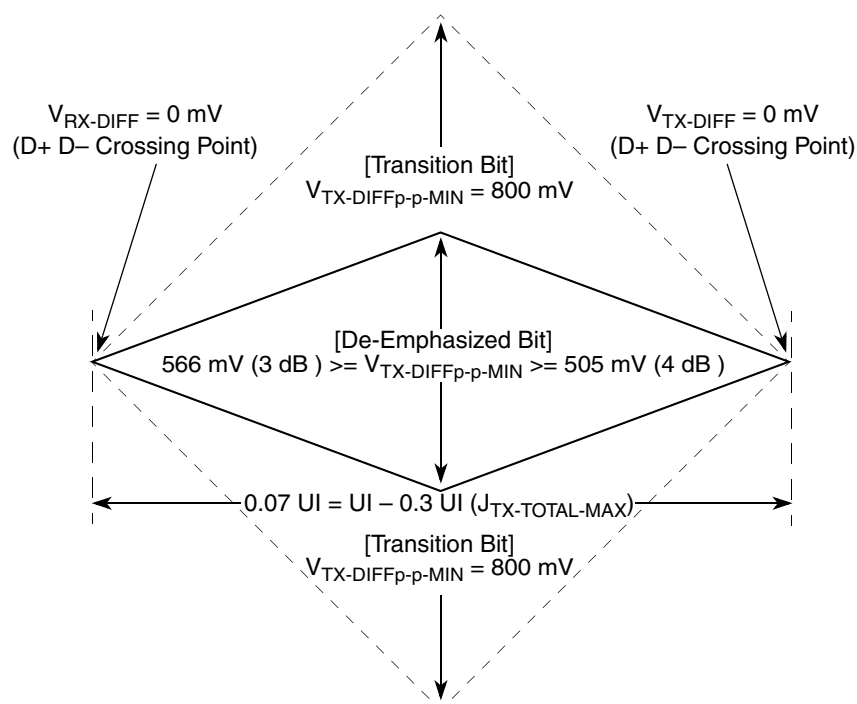 V_RX-DIFF = 0 mV
(D+ D– Crossing Point)
V_TX-DIFF = 0 mV
(D+ D– Crossing Point)
[Transition Bit]
V_TX-DIFFp-p-MIN = 800 mV
[De-Emphasized Bit]
566 mV (3 dB ) >= V_TX-DIFFp-p-MIN >= 505 mV (4 dB )
0.07 UI = UI – 0.3 UI (J_TX-TOTAL-MAX)
[Transition Bit]
V_TX-DIFFp-p-MIN = 800 mV